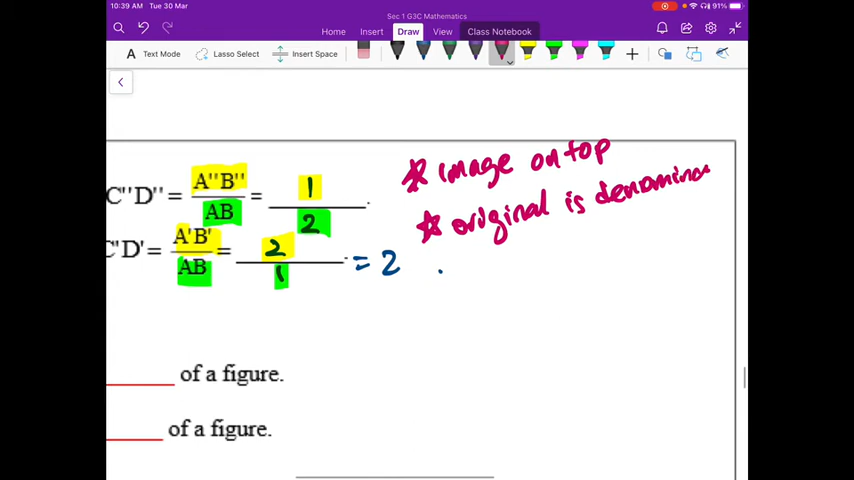 10:39 AM Tue 30 Mar
91%
Sec 1 G3C Mathematics
Home Insert Draw View Class Notebook
A Text Mode Lasso Select Insert Space
C"D" = A"B"/AB = 1/2.
C'D' = A'B'/AB = 2/1. = 2
* image on top
* original is denominator
of a figure.
of a figure.